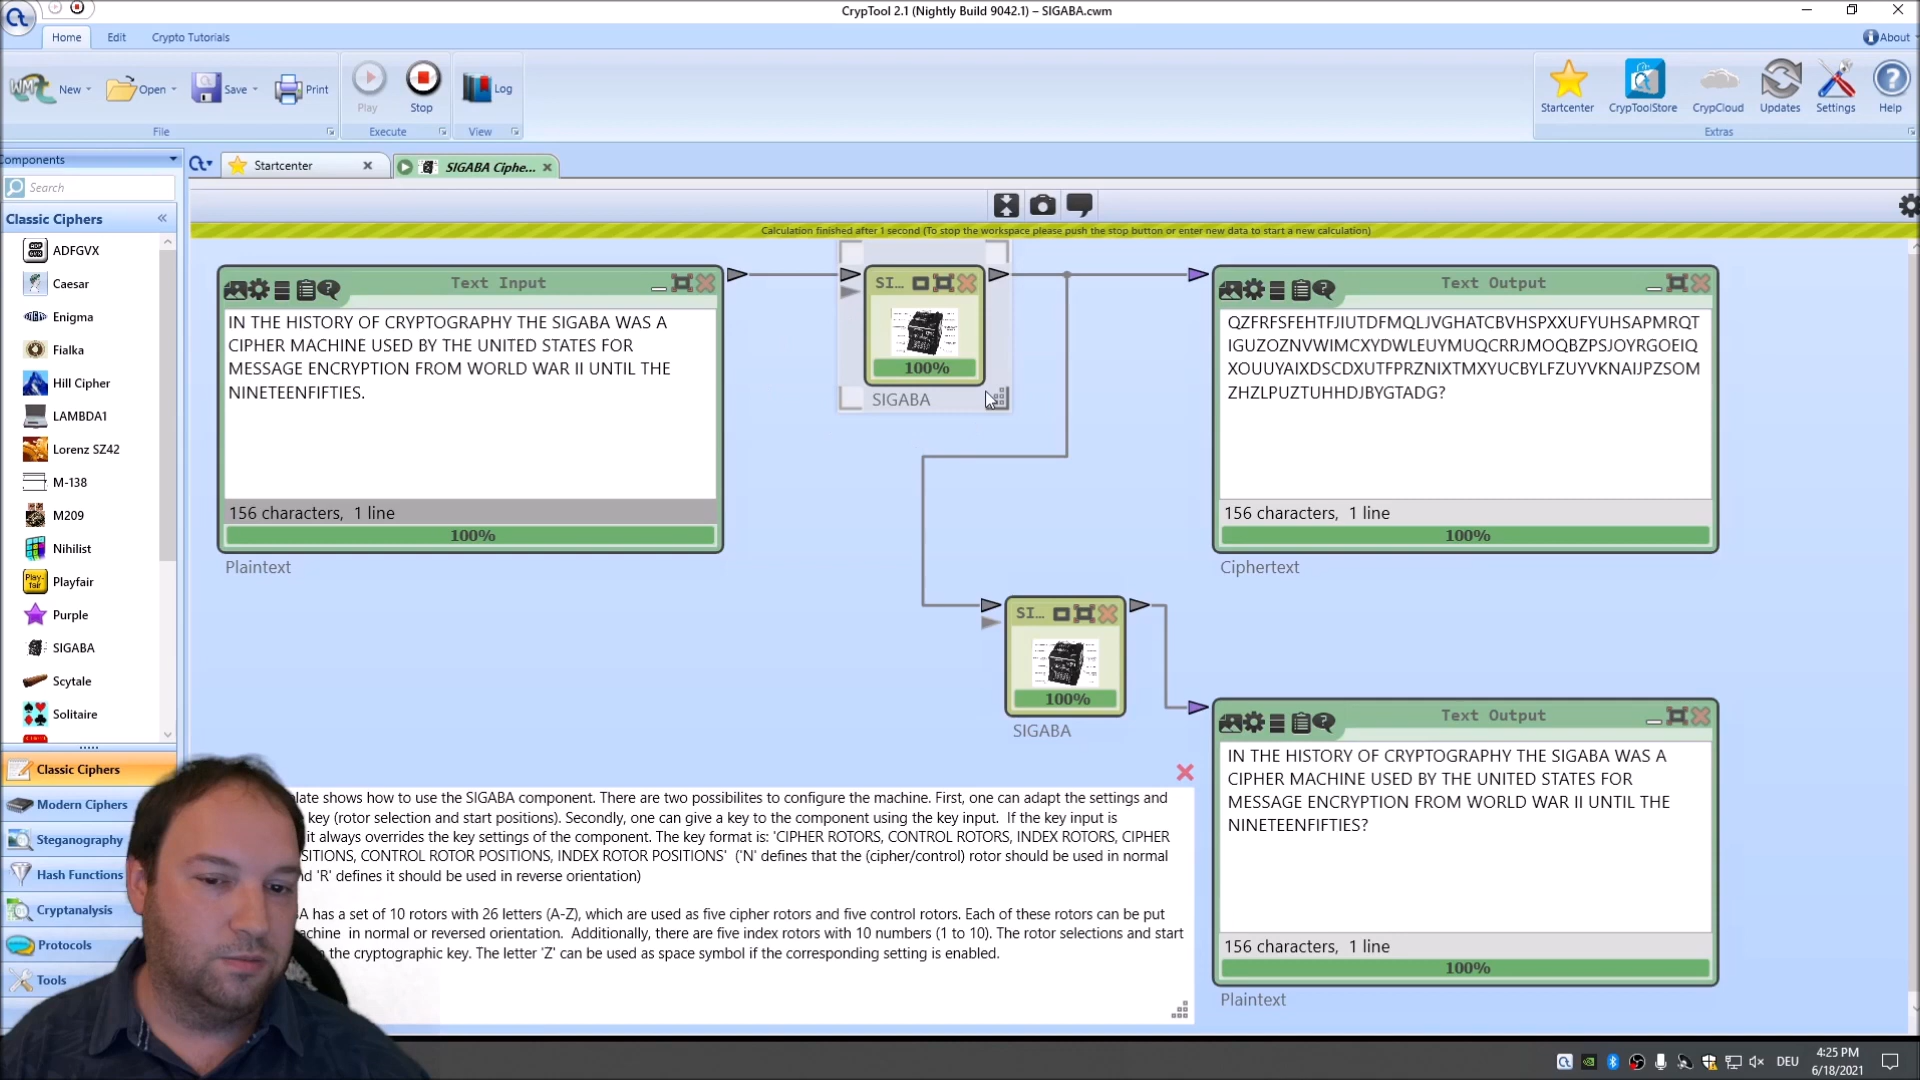 CrypTool 2.1 (Nightly Build 9042.1) – SIGABA.cwm
Home
Edit
Crypto Tutorials
About
New
Open
Save
Print
Play
Stop
Log
Startcenter
CrypToolStore
CrypCloud
Updates
Settings
Help
File
Execute
View
Extras
Components
Startcenter
SIGABA Ciphe...
Search
Classic Ciphers
Calculation finished after 1 second (To stop the workspace please push the stop button or enter new data to start a new calculation)
ADFGVX
Caesar
Enigma
Fialka
Hill Cipher
LAMBDA1
Lorenz SZ42
M-138
M209
Nihilist
Playfair
Purple
SIGABA
Scytale
Solitaire
Classic Ciphers
Modern Ciphers
Steganography
Hash Functions
Cryptanalysis
Protocols
Tools
Text Input
IN THE HISTORY OF CRYPTOGRAPHY THE SIGABA WAS A
CIPHER MACHINE USED BY THE UNITED STATES FOR
MESSAGE ENCRYPTION FROM WORLD WAR II UNTIL THE
NINETEENFIFTIES.
156 characters, 1 line
100%
Plaintext
SI...
100%
SIGABA
Text Output
QZFRFSFEHTFJIUTDFMQLJVGHATCBVHSPXXUFYUHSAPMRQT
IGUZOZNVWIMCXYDWLEUYMUQCRRJMOQBZPSJOYRGOEIQ
XOUUYAIXDSCDXUTFPRZNIXTMXYUCBYLFZUYVKNAIJPZSOM
ZHZLPUZTUHHDJBYGTADG?
156 characters, 1 line
100%
Ciphertext
SI...
100%
SIGABA
Text Output
IN THE HISTORY OF CRYPTOGRAPHY THE SIGABA WAS A
CIPHER MACHINE USED BY THE UNITED STATES FOR
MESSAGE ENCRYPTION FROM WORLD WAR II UNTIL THE
NINETEENFIFTIES?
156 characters, 1 line
100%
Plaintext
late shows how to use the SIGABA component. There are two possibilites to configure the machine. First, one can adapt the settings and
key (rotor selection and start positions). Secondly, one can give a key to the component using the key input. If the key input is
it always overrides the key settings of the component. The key format is: 'CIPHER ROTORS, CONTROL ROTORS, INDEX ROTORS, CIPHER
SITIONS, CONTROL ROTOR POSITIONS, INDEX ROTOR POSITIONS' ('N' defines that the (cipher/control) rotor should be used in normal
nd 'R' defines it should be used in reverse orientation)
BA has a set of 10 rotors with 26 letters (A-Z), which are used as five cipher rotors and five control rotors. Each of these rotors can be put
achine in normal or reversed orientation. Additionally, there are five index rotors with 10 numbers (1 to 10). The rotor selections and start
the cryptographic key. The letter 'Z' can be used as space symbol if the corresponding setting is enabled.
DEU
4:25 PM
6/18/2021